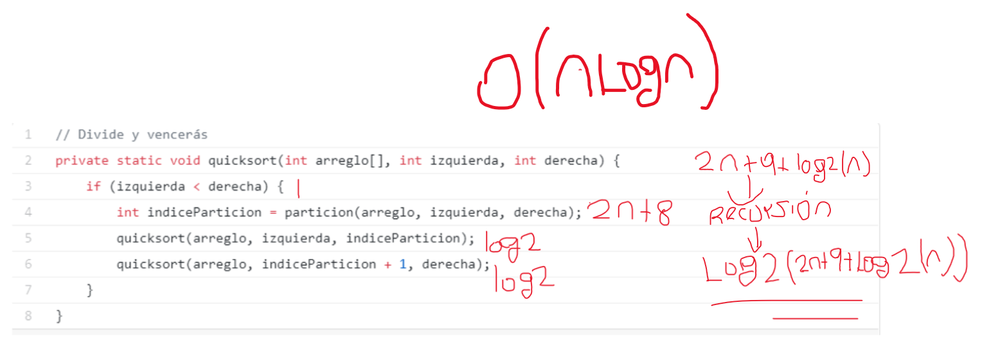 O(nLogn)
1 // Divide y vencerás
2 private static void quicksort(int arreglo[], int izquierda, int derecha) {
2n+9+log2(n)
3 if (izquierda < derecha) { |
4 int indiceParticion = particion(arreglo, izquierda, derecha); 2n+8
RECURSIÓN
5 quicksort(arreglo, izquierda, indiceParticion); log2
6 quicksort(arreglo, indiceParticion + 1, derecha); log2
Log2(2n+9+Log2(n))
7 }
8 }